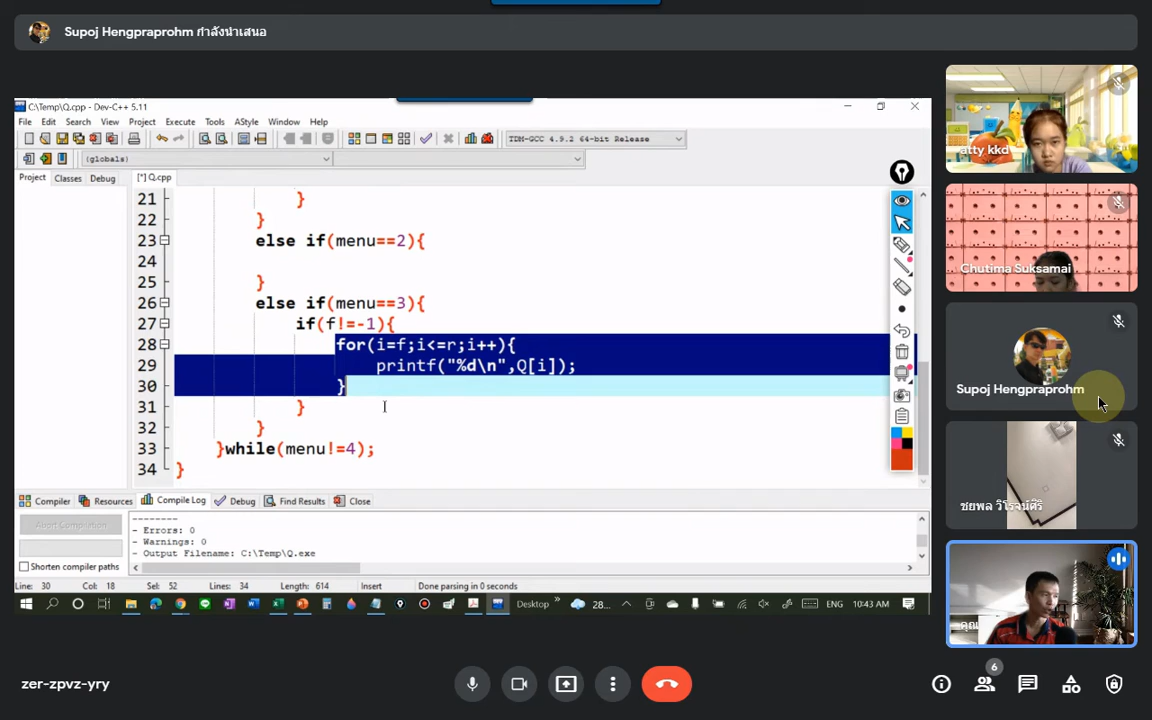 Supoj Hengpraprohm กำลังนำเสนอ
C:\Temp\Q.cpp - Dev-C++ 5.11
File Edit Search View Project Execute Tools AStyle Window Help
TDM-GCC 4.9.2 64-bit Release
(globals)
Project Classes Debug
[*] Q.cpp
21 }
22 }
23 else if(menu==2){
24
25 }
26 else if(menu==3){
27 if(f!=-1){
28 for(i=f;i<=r;i++){
29 printf("%d\n",Q[i]);
30 }
31 }
32 }
33 }while(menu!=4);
34 }
Compiler Resources Compile Log Debug Find Results Close
Abort Compilation
Shorten compiler paths
--------
- Errors: 0
- Warnings: 0
- Output Filename: C:\Temp\Q.exe
Line: 30 Col: 18 Sel: 52 Lines: 34 Length: 614 Insert Done parsing in 0 seconds
Desktop » 28... ENG 10:43 AM
atty kkd
Chutima Suksamai
Supoj Hengpraprohm
ชยพล วิโรจน์ศิริ
คุณ
zer-zpvz-yry
6